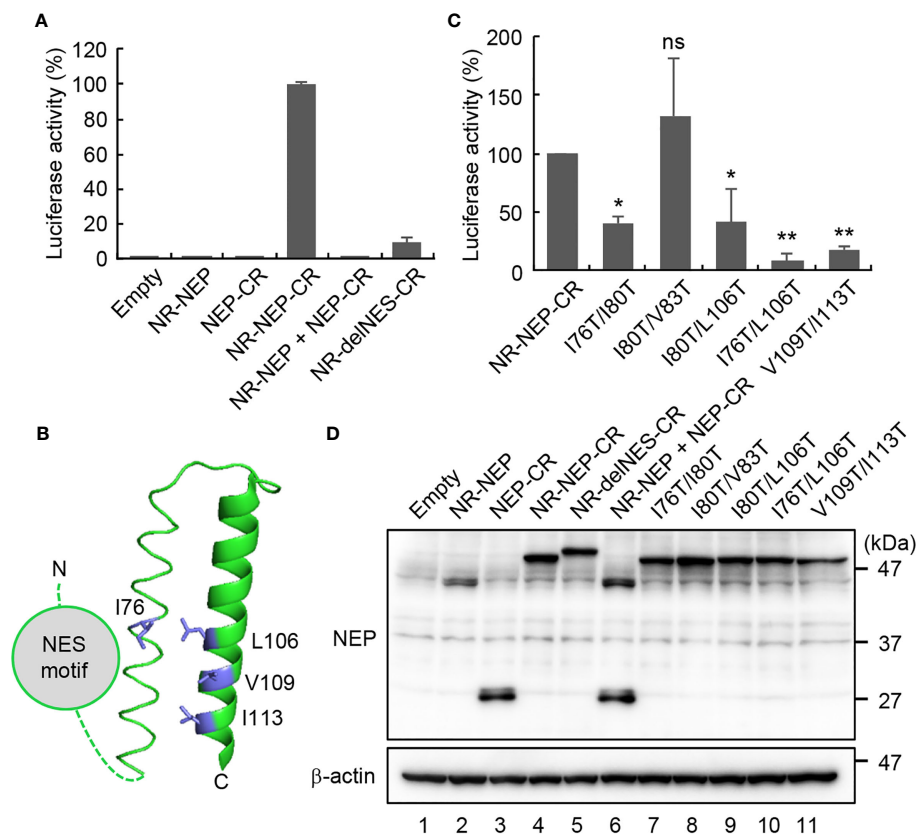 A
Luciferase activity (%)
120
100
80
60
40
20
0
Empty
NR-NEP
NEP-CR
NR-NEP-CR
NR-NEP + NEP-CR
NR-delNES-CR
C
Luciferase activity (%)
200
150
100
50
0
ns
*
*
**
**
NR-NEP-CR
I76T/I80T
I80T/V83T
I80T/L106T
I76T/L106T
V109T/I113T
B
N
NES
motif
I76
L106
V109
I113
C
D
Empty
NR-NEP
NEP-CR
NR-NEP-CR
NR-delNES-CR
NR-NEP + NEP-CR
I76T/I80T
I80T/V83T
I80T/L106T
I76T/L106T
V109T/I113T
(kDa)
47
NEP
37
27
47
β-actin
1 2 3 4 5 6 7 8 9 10 11